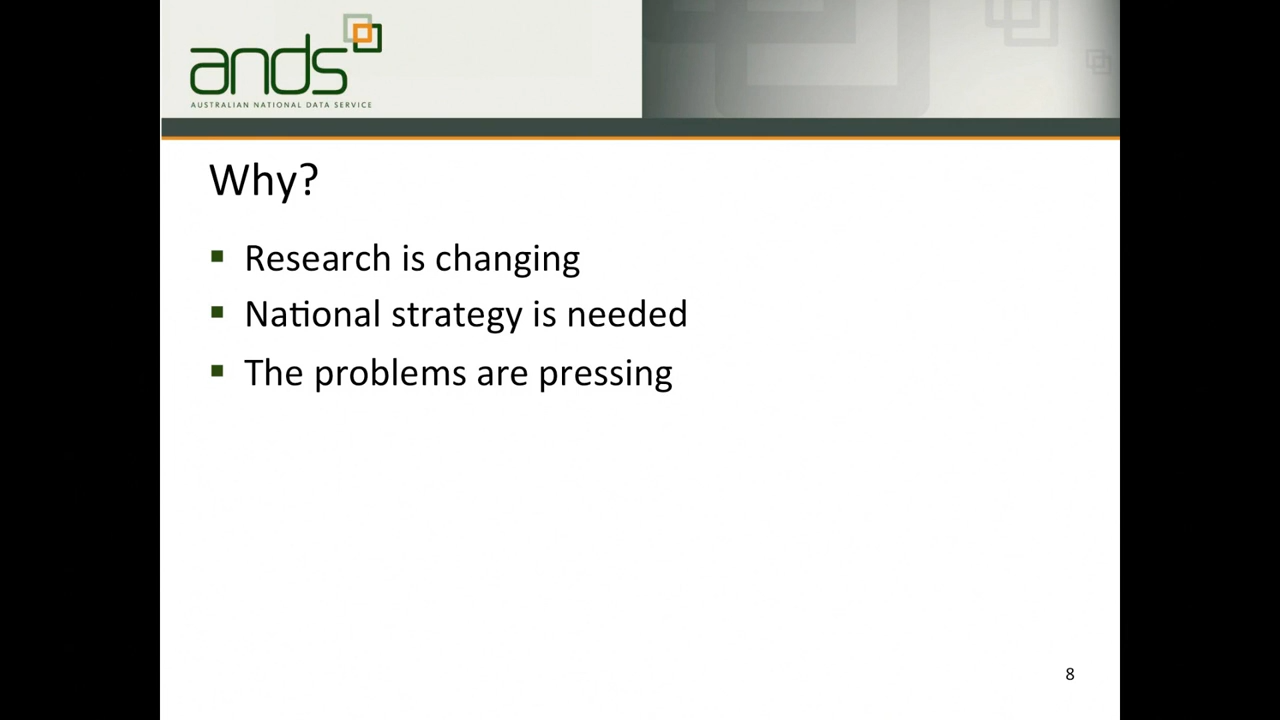 ands
AUSTRALIAN NATIONAL DATA SERVICE
Why?
Research is changing
National strategy is needed
The problems are pressing
8